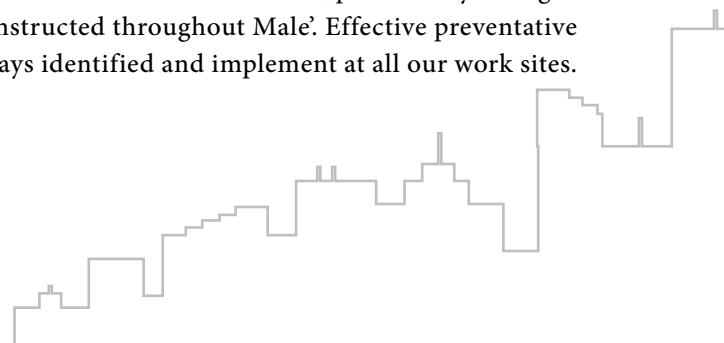 nstructed throughout Male’. Effective preventative
ays identified and implement at all our work sites.